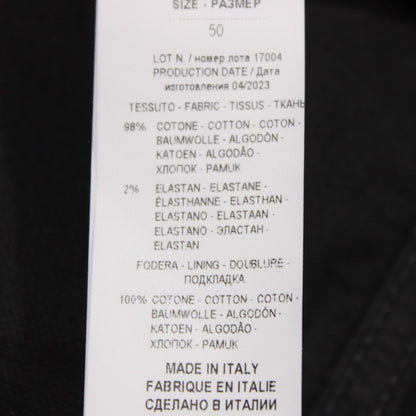 SIZE - РАЗМЕР
50
LOT N. / номер лота 17004
PRODUCTION DATE / Дата
изготовления 04/2023
TESSUTO - FABRIC - TISSUS - ТКАНЬ
98% COTONE - COTTON - COTON -
BAUMWOLLE - ALGODÓN -
KATOEN - ALGODÃO -
ХЛОПОК - PAMUK
2% ELASTAN - ELASTANE -
ÉLASTHANNE - ELASTHAN -
ELASTANO - ELASTAAN -
ELASTANO - ЭЛАСТАН -
ELASTAN
FODERA - LINING - DOUBLURE -
ПОДКЛАДКА
100% COTONE - COTTON - COTON -
BAUMWOLLE - ALGODÓN -
KATOEN - ALGODÃO -
ХЛОПОК - PAMUK
MADE IN ITALY
FABRIQUE EN ITALIE
СДЕЛАНО В ИТАЛИИ